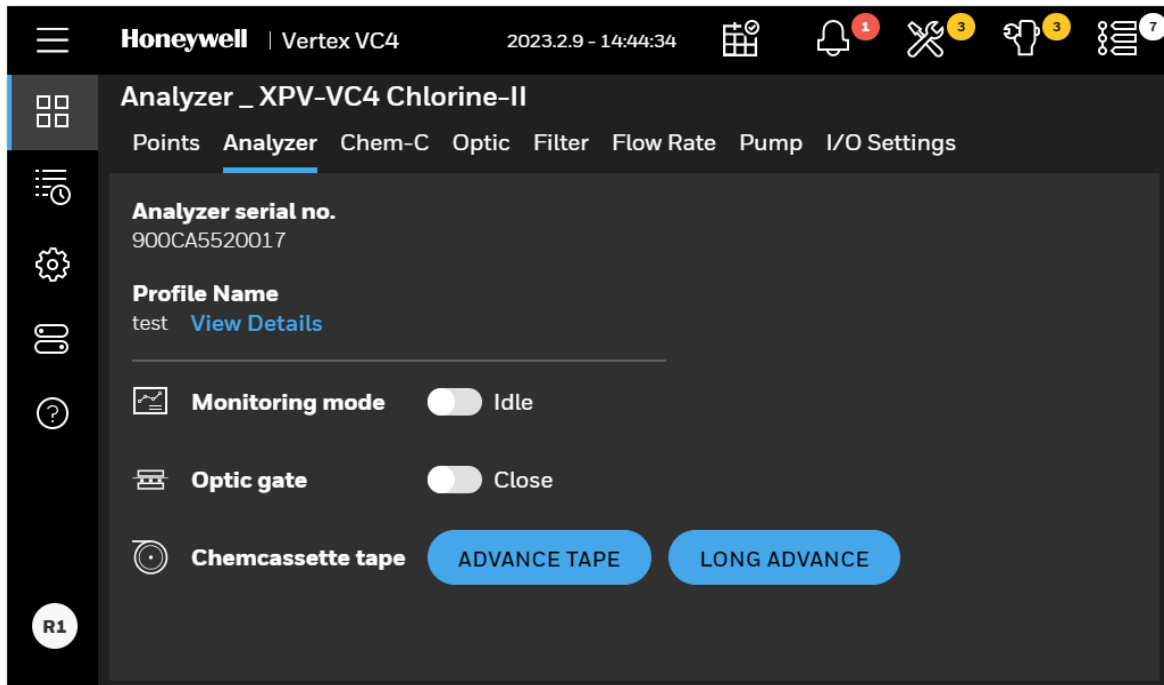 Honeywell | Vertex VC4 2023.2.9 - 14:44:34 1 3 3 7
Analyzer _ XPV-VC4 Chlorine-II
Points Analyzer Chem-C Optic Filter Flow Rate Pump I/O Settings
Analyzer serial no.
900CA5520017
Profile Name
test View Details
Monitoring mode Idle
Optic gate Close
Chemcassette tape ADVANCE TAPE LONG ADVANCE
R1